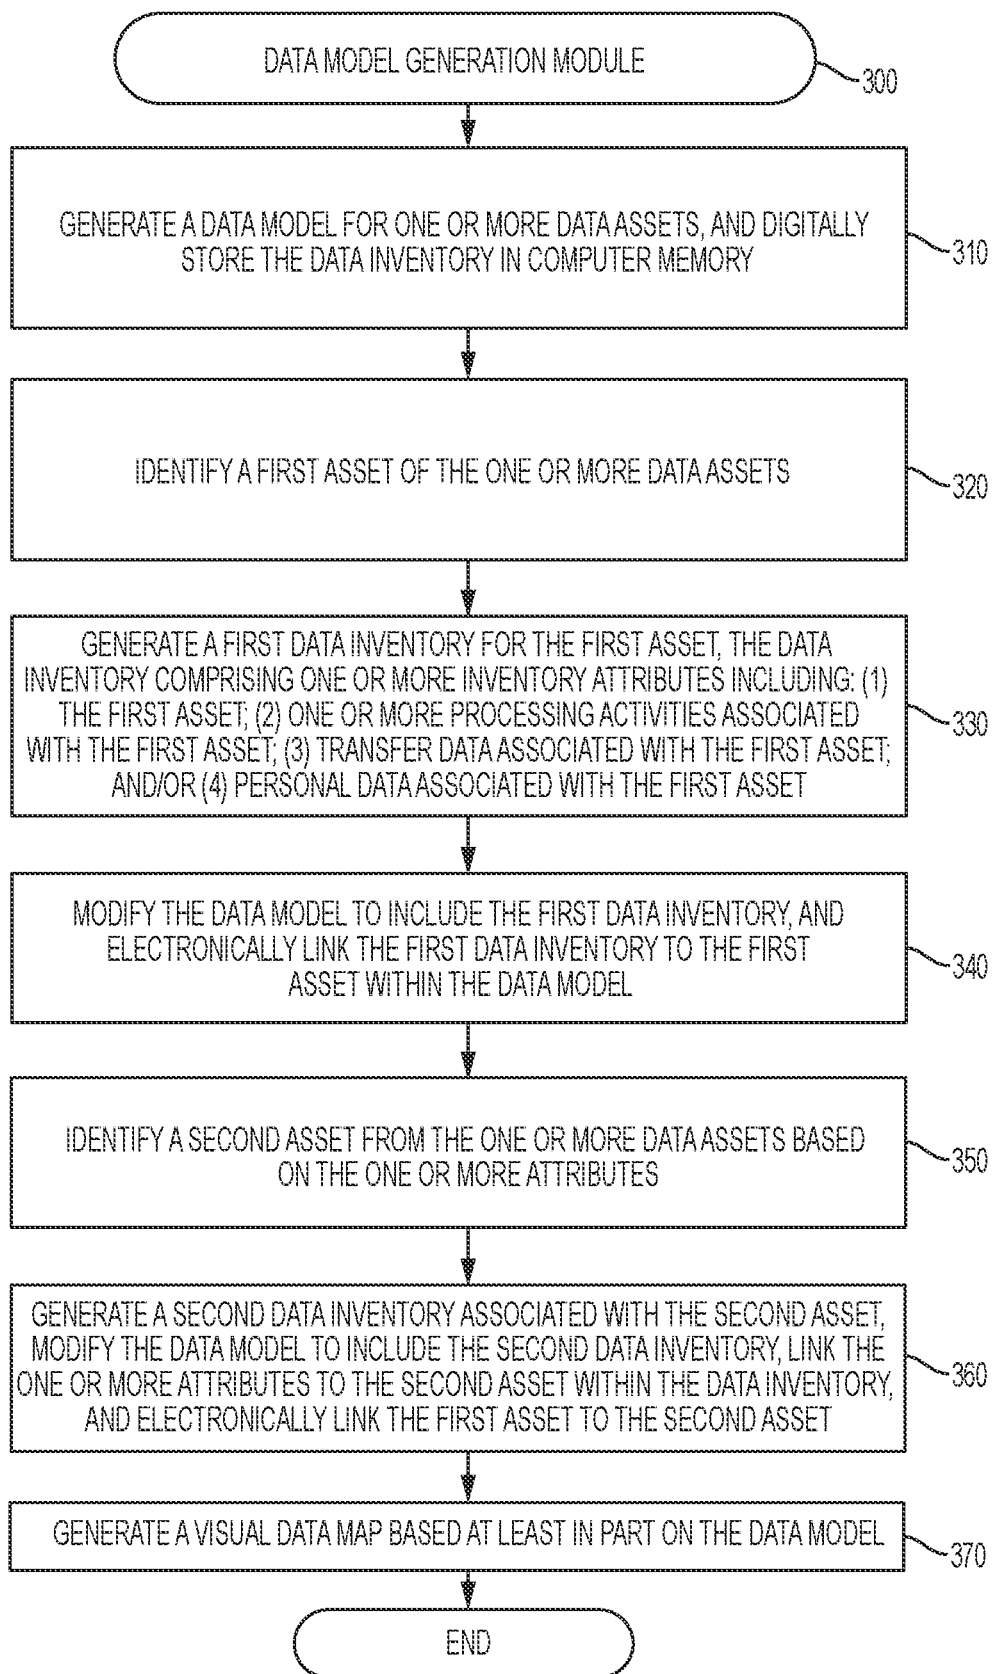 DATA MODEL GENERATION MODULE
300
GENERATE A DATA MODEL FOR ONE OR MORE DATA ASSETS, AND DIGITALLY
STORE THE DATA INVENTORY IN COMPUTER MEMORY
310
IDENTIFY A FIRST ASSET OF THE ONE OR MORE DATA ASSETS
320
GENERATE A FIRST DATA INVENTORY FOR THE FIRST ASSET, THE DATA
INVENTORY COMPRISING ONE OR MORE INVENTORY ATTRIBUTES INCLUDING: (1)
THE FIRST ASSET; (2) ONE OR MORE PROCESSING ACTIVITIES ASSOCIATED
WITH THE FIRST ASSET; (3) TRANSFER DATA ASSOCIATED WITH THE FIRST ASSET;
AND/OR (4) PERSONAL DATA ASSOCIATED WITH THE FIRST ASSET
330
MODIFY THE DATA MODEL TO INCLUDE THE FIRST DATA INVENTORY, AND
ELECTRONICALLY LINK THE FIRST DATA INVENTORY TO THE FIRST
ASSET WITHIN THE DATA MODEL
340
IDENTIFY A SECOND ASSET FROM THE ONE OR MORE DATA ASSETS BASED
ON THE ONE OR MORE ATTRIBUTES
350
GENERATE A SECOND DATA INVENTORY ASSOCIATED WITH THE SECOND ASSET,
MODIFY THE DATA MODEL TO INCLUDE THE SECOND DATA INVENTORY, LINK THE
ONE OR MORE ATTRIBUTES TO THE SECOND ASSET WITHIN THE DATA INVENTORY,
AND ELECTRONICALLY LINK THE FIRST ASSET TO THE SECOND ASSET
360
GENERATE A VISUAL DATA MAP BASED AT LEAST IN PART ON THE DATA MODEL
370
END